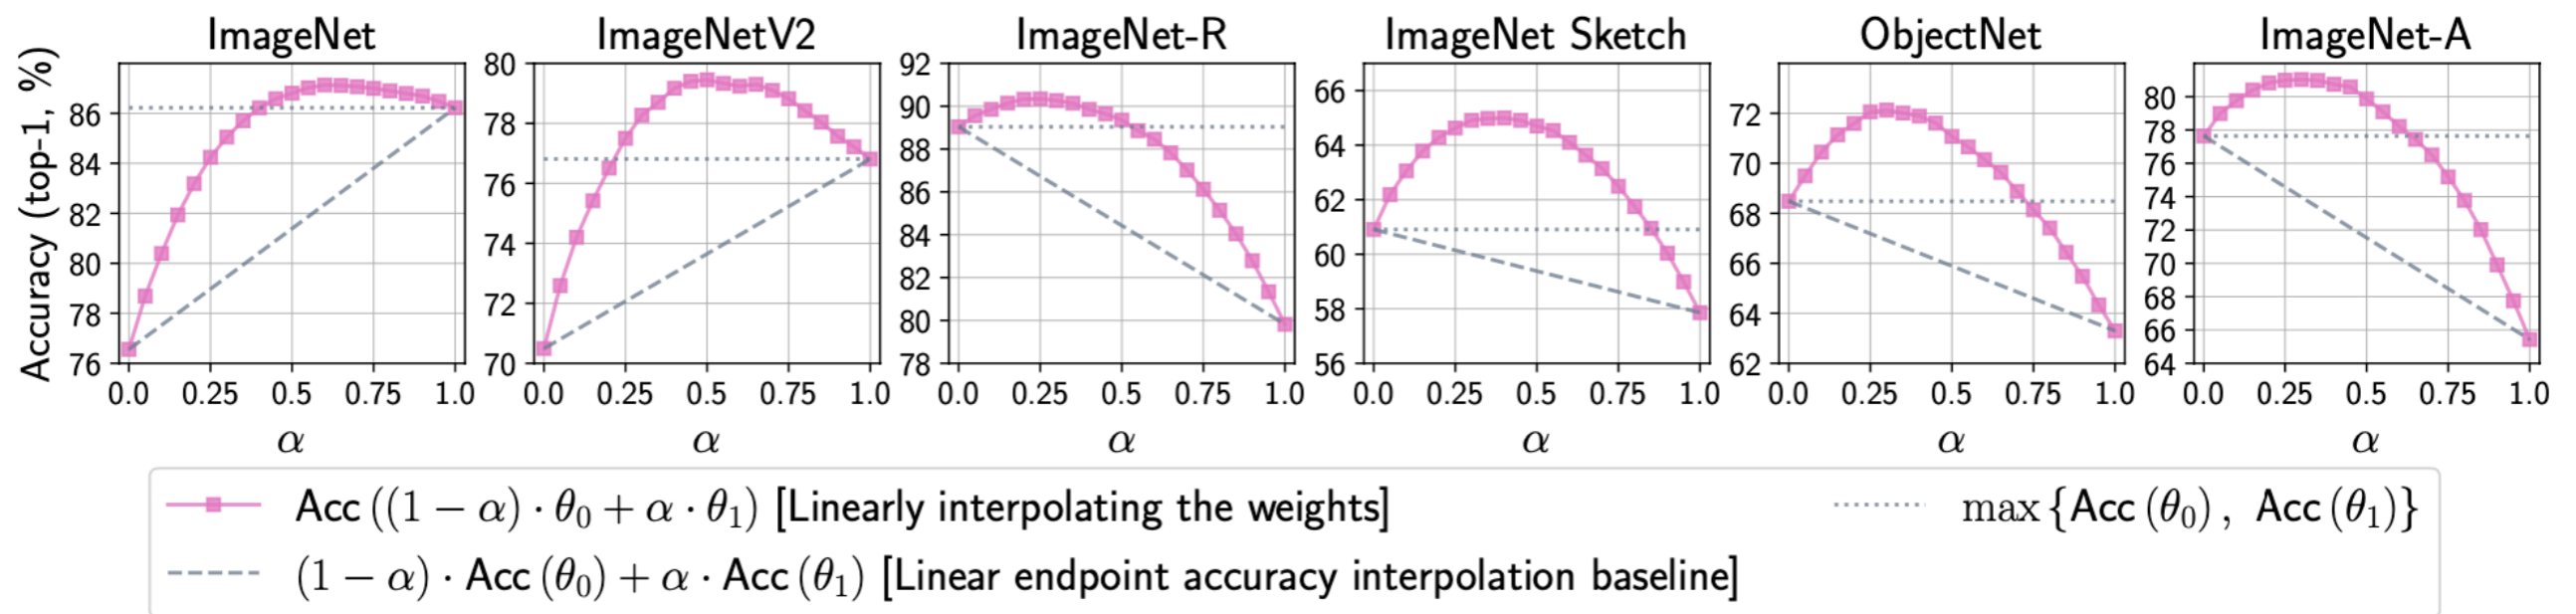 ImageNet
ImageNetV2
ImageNet-R
ImageNet Sketch
ObjectNet
ImageNet-A
Accuracy (top-1, %)
86
84
82
80
78
76
0.0 0.25 0.5 0.75 1.0
α
80
78
76
74
72
70
0.0 0.25 0.5 0.75 1.0
α
92
90
88
86
84
82
80
78
0.0 0.25 0.5 0.75 1.0
α
66
64
62
60
58
56
0.0 0.25 0.5 0.75 1.0
α
72
70
68
66
64
62
0.0 0.25 0.5 0.75 1.0
α
80
78
76
74
72
70
68
66
64
0.0 0.25 0.5 0.75 1.0
α
Acc ((1 − α) · θ₀ + α · θ₁) [Linearly interpolating the weights]
(1 − α) · Acc (θ₀) + α · Acc (θ₁) [Linear endpoint accuracy interpolation baseline]
max {Acc (θ₀) , Acc (θ₁)}